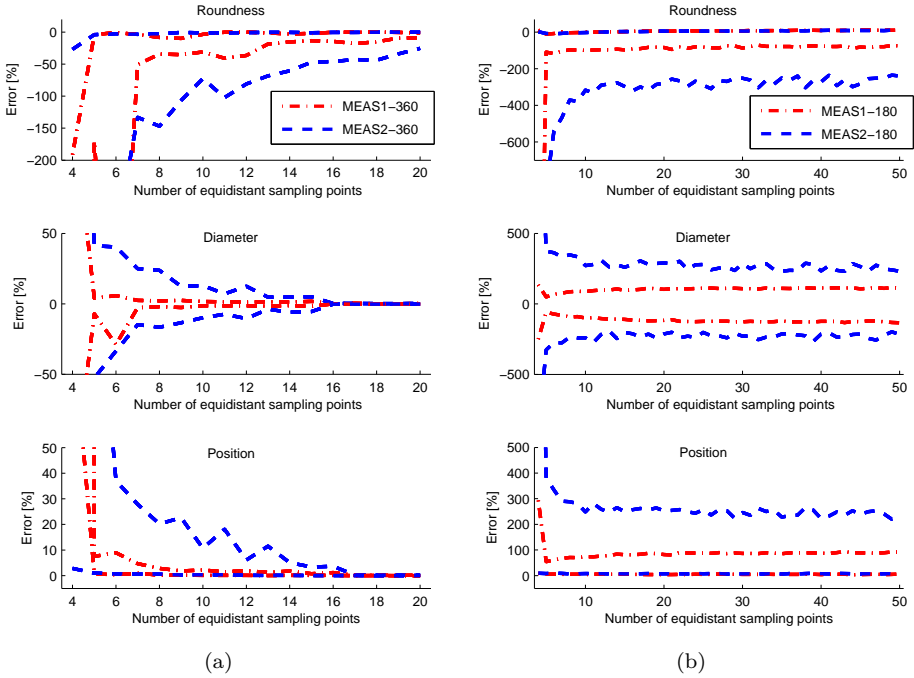 Roundness
0
−50
−100
−150
−200
Error [%]
MEAS1−360
MEAS2−360
4 6 8 10 12 14 16 18 20
Number of equidistant sampling points
Diameter
50
0
−50
Error [%]
4 6 8 10 12 14 16 18 20
Number of equidistant sampling points
Position
50
40
30
20
10
0
Error [%]
4 6 8 10 12 14 16 18 20
Number of equidistant sampling points
(a)
Roundness
0
−200
−400
−600
Error [%]
MEAS1−180
MEAS2−180
10 20 30 40 50
Number of equidistant sampling points
Diameter
500
0
−500
Error [%]
10 20 30 40 50
Number of equidistant sampling points
Position
500
400
300
200
100
0
Error [%]
10 20 30 40 50
Number of equidistant sampling points
(b)